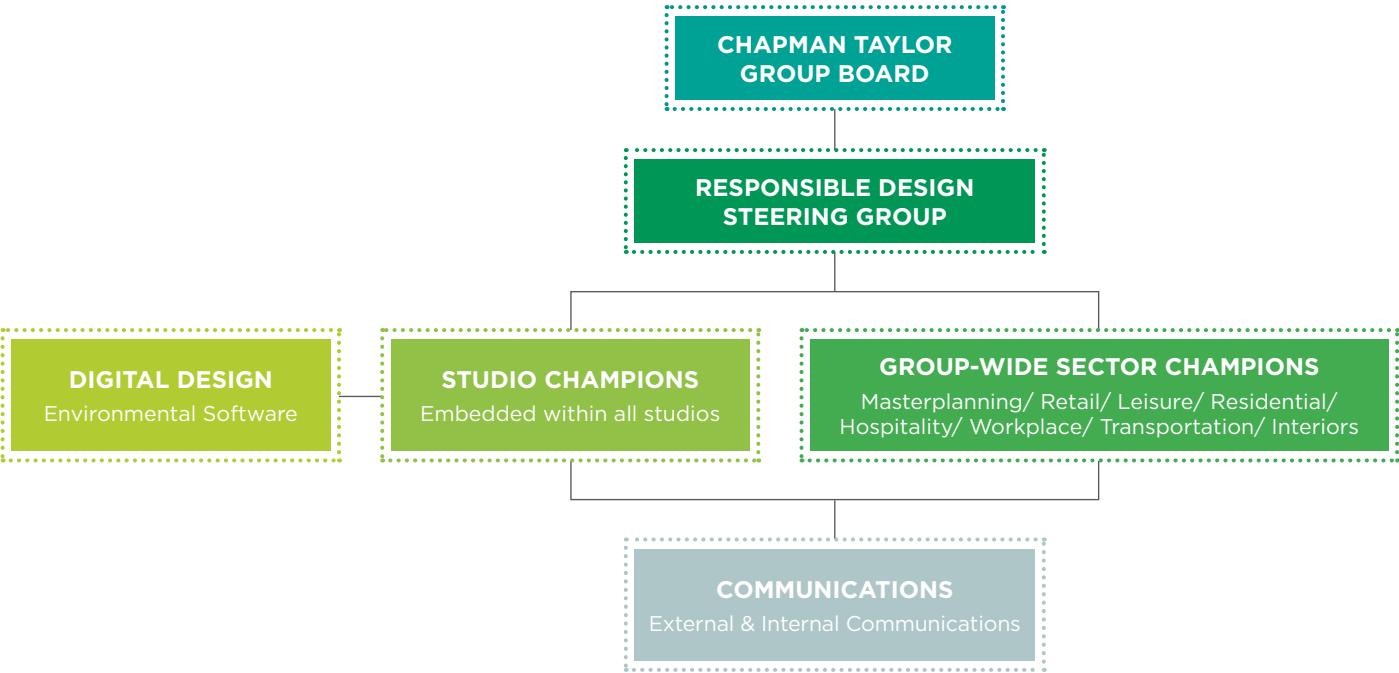 CHAPMAN TAYLOR
GROUP BOARD
RESPONSIBLE DESIGN
STEERING GROUP
DIGITAL DESIGN
Environmental Software
STUDIO CHAMPIONS
Embedded within all studios
GROUP-WIDE SECTOR CHAMPIONS
Masterplanning/ Retail/ Leisure/ Residential/
Hospitality/ Workplace/ Transportation/ Interiors
COMMUNICATIONS
External & Internal Communications